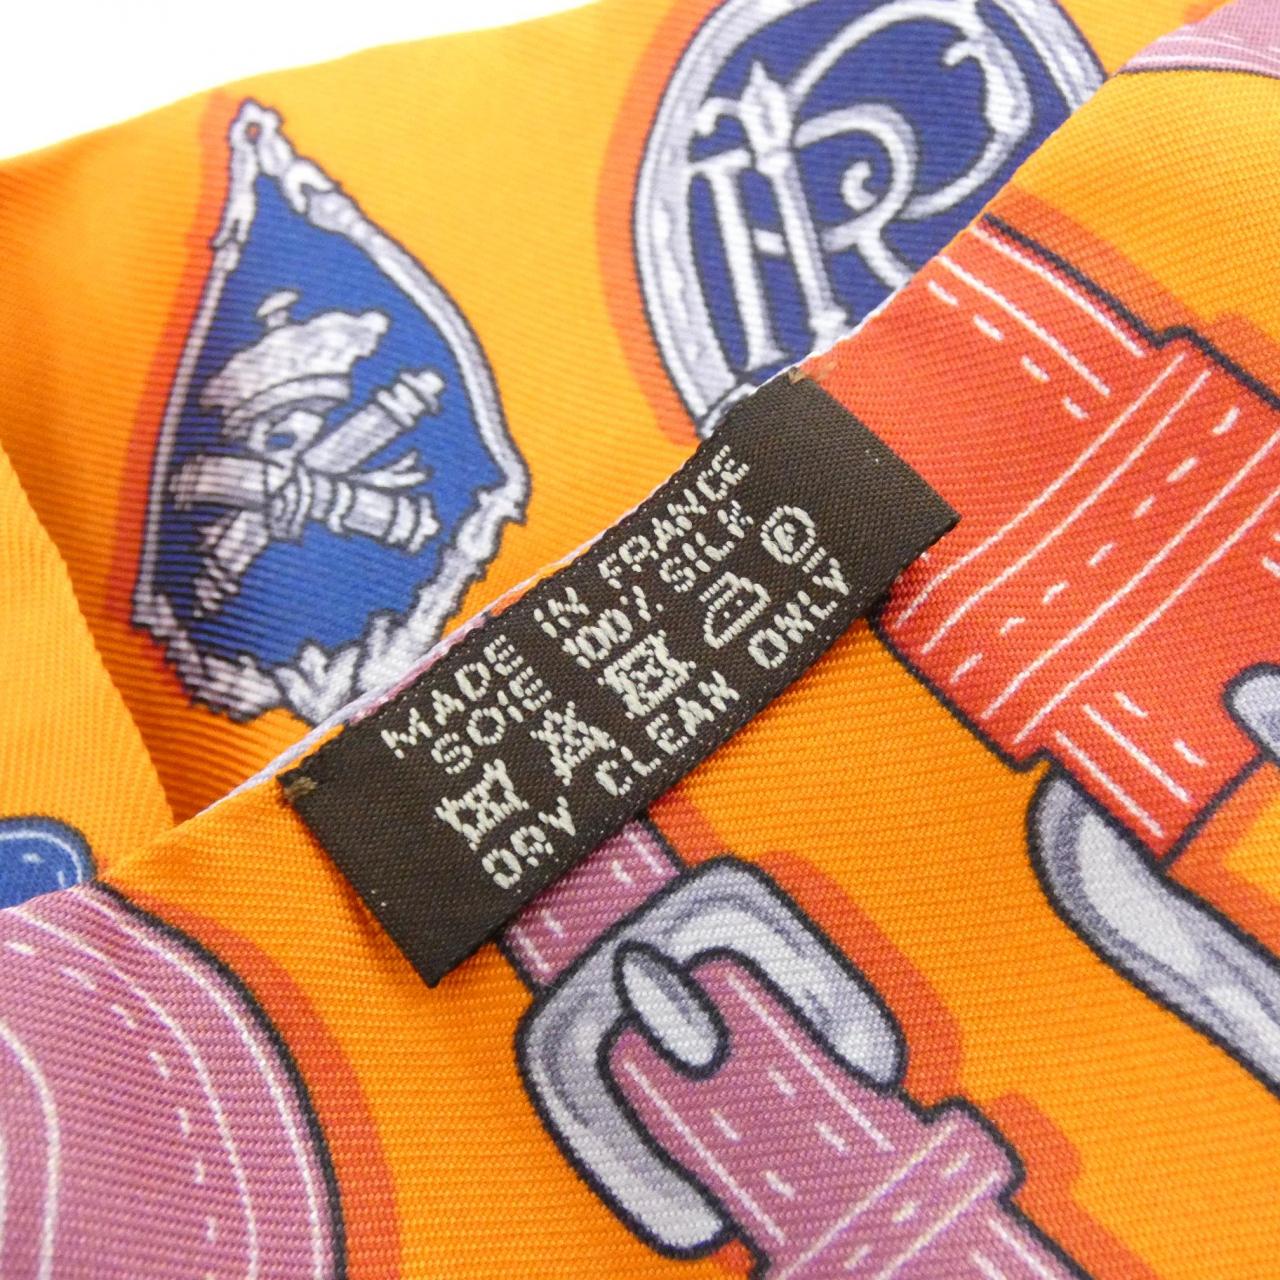 MADE IN FRANCE
SOIE 100% SILK
P
DRY CLEAN ONLY